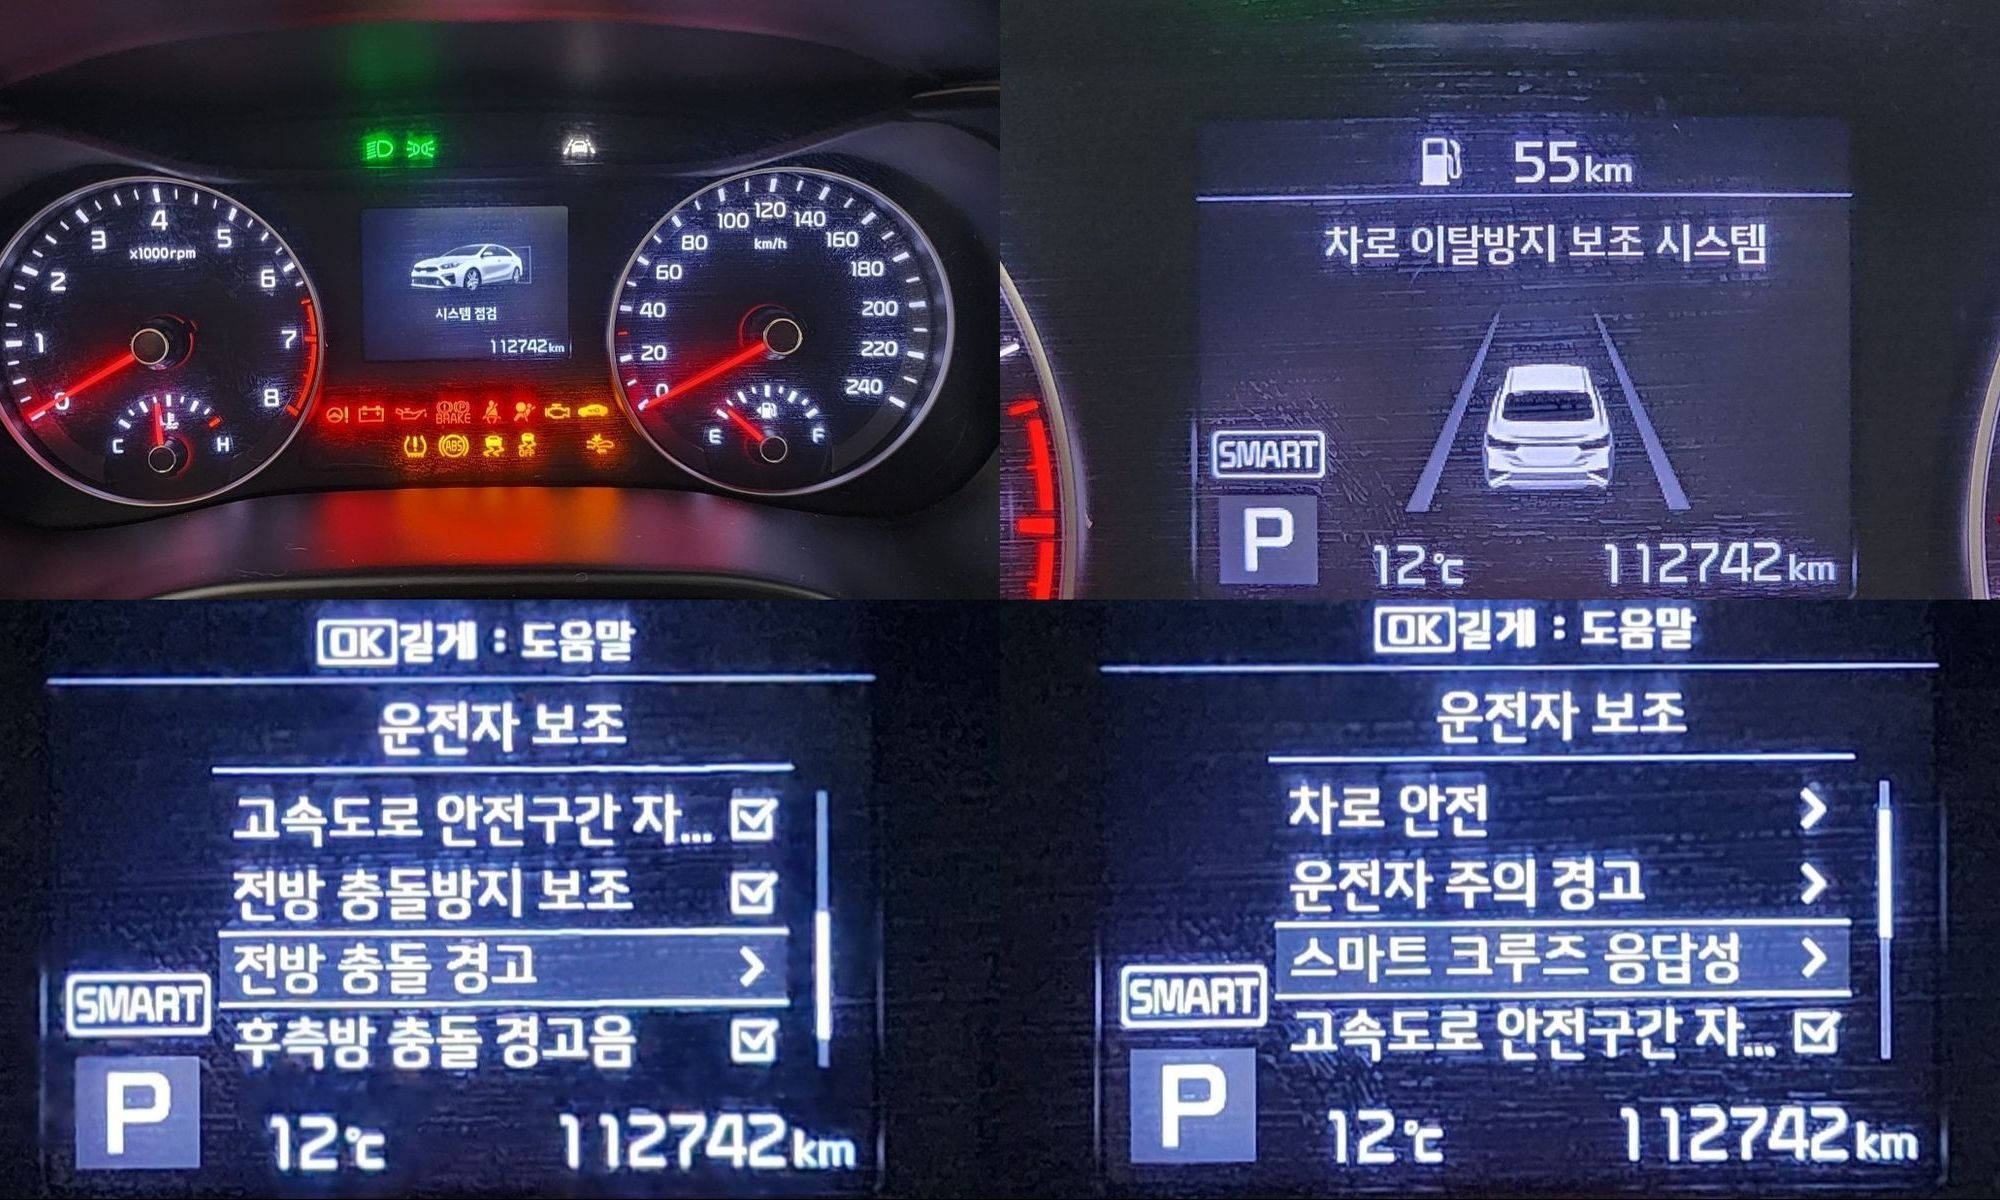 4
3 5
x1000rpm
2 6
1 7
0 8
C H
시스템 점검
112742km
100 120 140
80 km/h 160
60 180
40 200
20 220
0 240
E F
BRAKE
ABS
OFF
55km
차로 이탈방지 보조 시스템
SMART
P
12℃ 112742km
OK길게 : 도움말
운전자 보조
고속도로 안전구간 자...
전방 충돌방지 보조
전방 충돌 경고
후측방 충돌 경고음
SMART
P
12℃ 112742km
OK길게 : 도움말
운전자 보조
차로 안전
운전자 주의 경고
스마트 크루즈 응답성
고속도로 안전구간 자...
SMART
P
12℃ 112742km